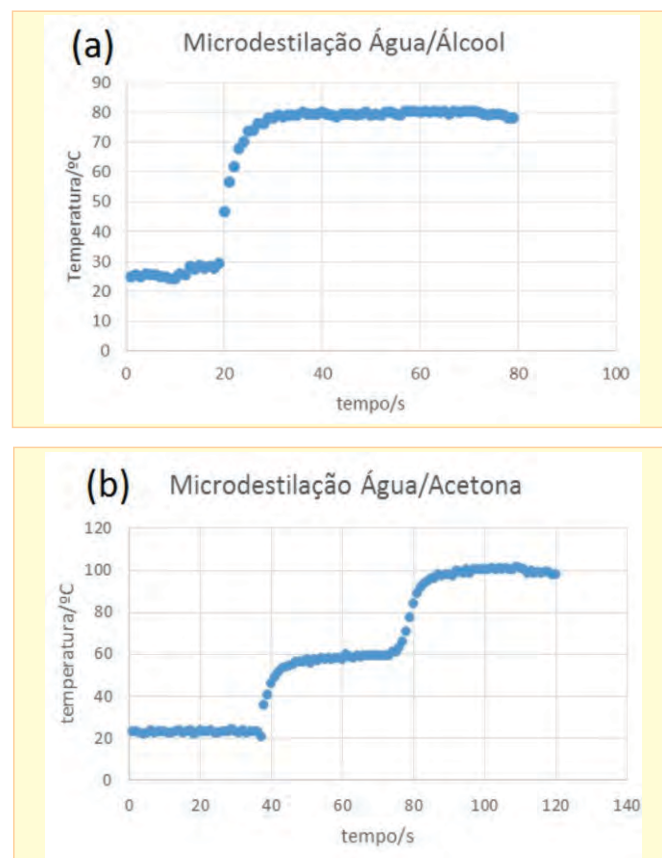 (a) Microdestilação Água/Álcool
90
80
70
60
50
40
30
20
10
0
Temperatura/ºC
0 20 40 60 80 100
tempo/s
(b) Microdestilação Água/Acetona
120
100
80
60
40
20
0
temperatura/ºC
0 20 40 60 80 100 120 140
tempo/s